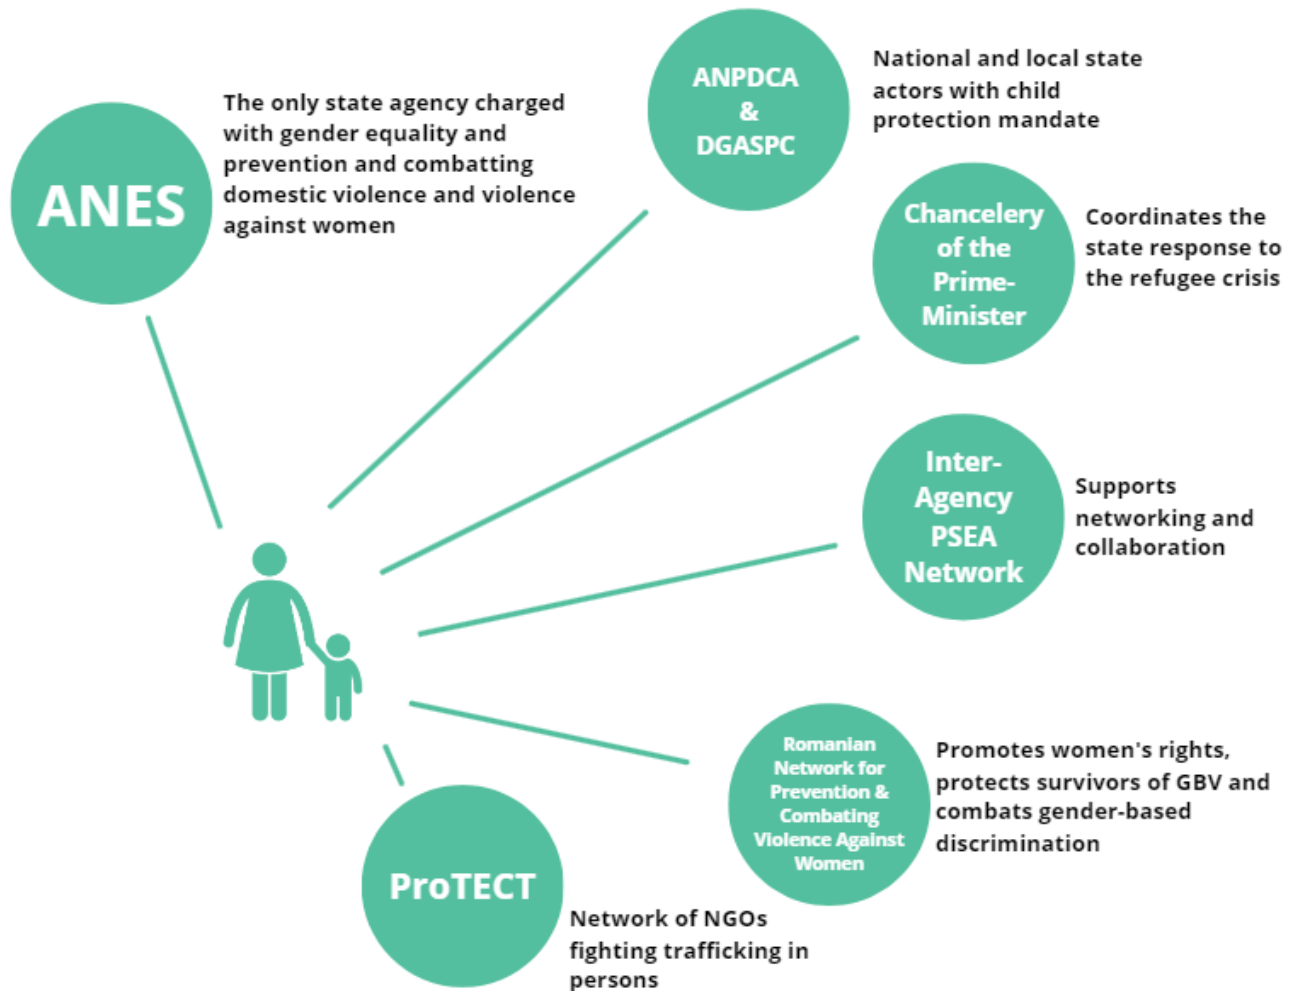 ANES
The only state agency charged
with gender equality and
prevention and combatting
domestic violence and violence
against women
ANPDCA
&
DGASPC
National and local state
actors with child
protection mandate
Chancelery
of the
Prime-
Minister
Coordinates the
state response to
the refugee crisis
Inter-
Agency
PSEA
Network
Supports
networking and
collaboration
Romanian
Network for
Prevention &
Combating
Violence Against
Women
Promotes women's rights,
protects survivors of GBV and
combats gender-based
discrimination
ProTECT
Network of NGOs
fighting trafficking in
persons